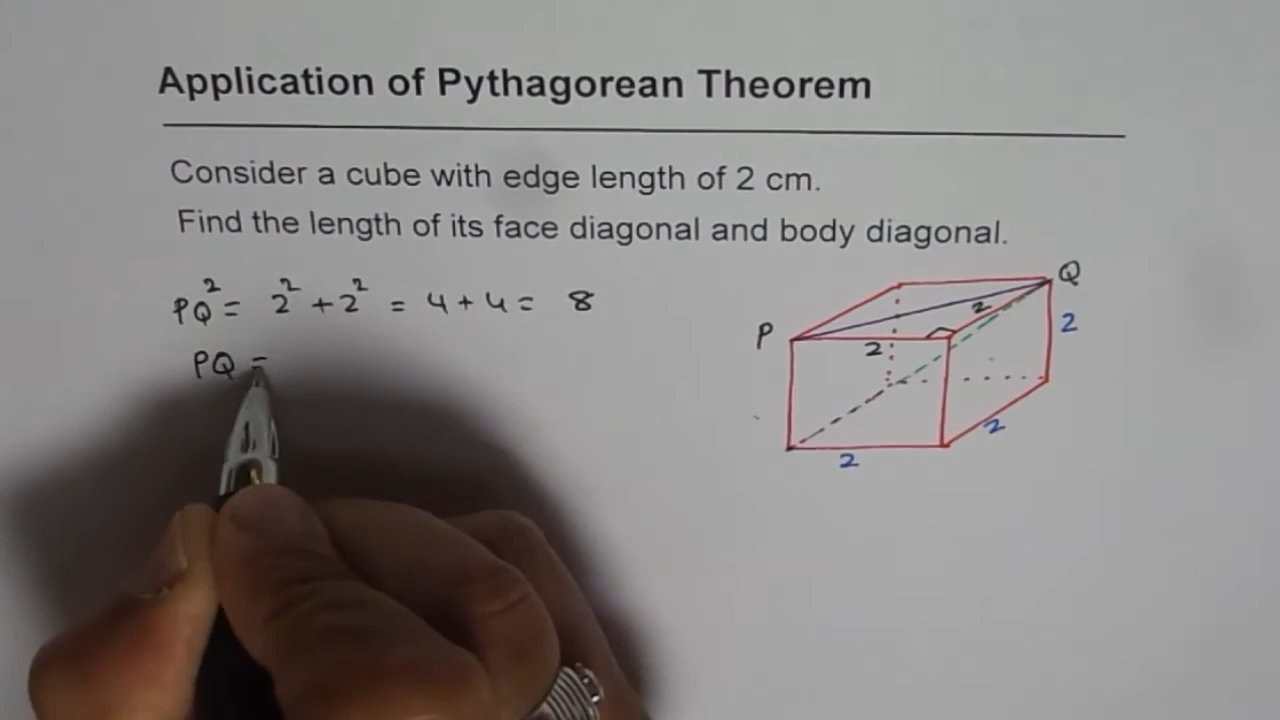 Application of Pythagorean Theorem
Consider a cube with edge length of 2 cm.
Find the length of its face diagonal and body diagonal.
PQ² = 2² + 2² = 4 + 4 = 8
PQ =
Q
2
2
P
2
2
2